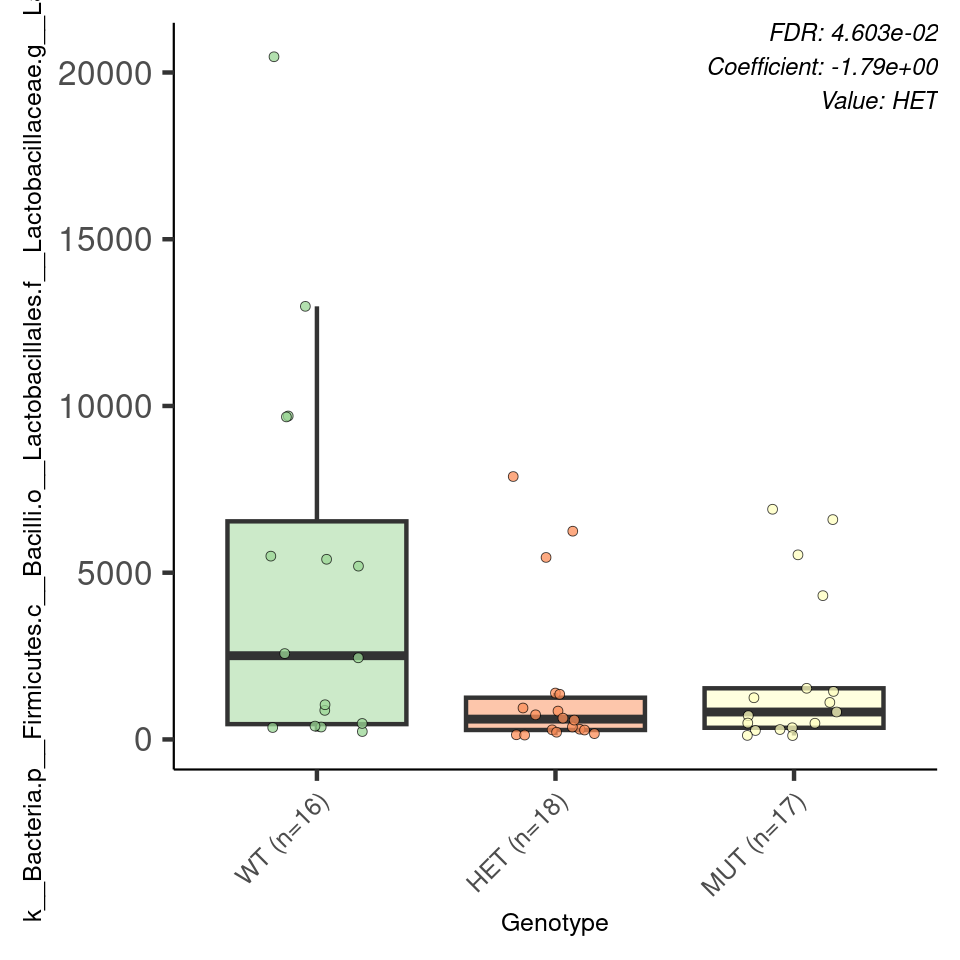 FDR: 4.603e-02
Coefficient: -1.79e+00
Value: HET
20000
15000
10000
5000
0
k__Bacteria.p__Firmicutes.c__Bacilli.o__Lactobacillales.f__Lactobacillaceae.g__La
WT (n=16)
HET (n=18)
MUT (n=17)
Genotype